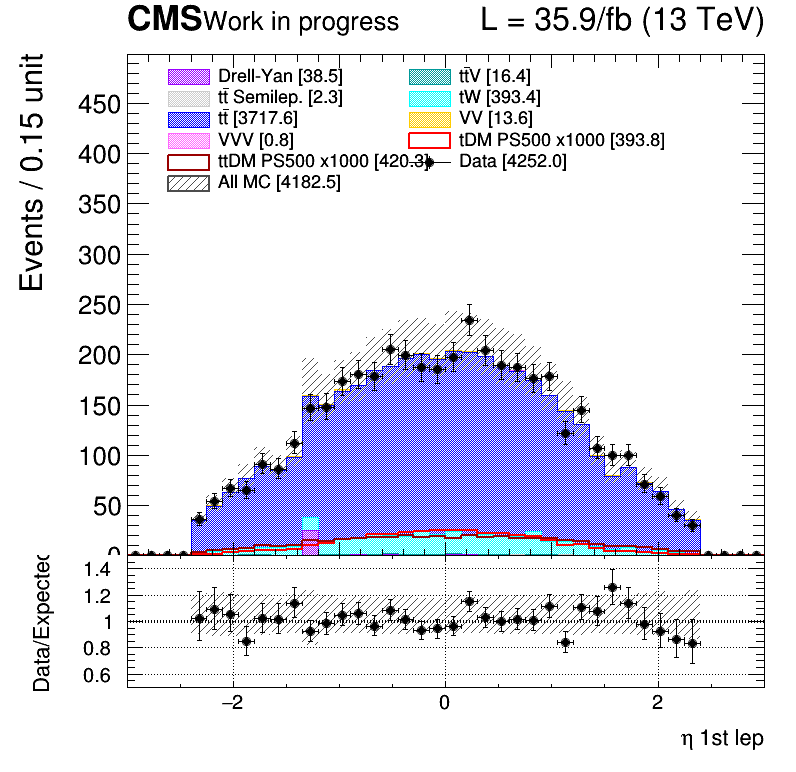 CMS Work in progress L = 35.9/fb (13 TeV)
Drell-Yan [38.5] tt̄V [16.4]
tt̄ Semilep. [2.3] tW [393.4]
tt̄ [3717.6] VV [13.6]
VVV [0.8] tDM PS500 x1000 [393.8]
ttDM PS500 x1000 [420.3] Data [4252.0]
All MC [4182.5]
Events / 0.15 unit
450
400
350
300
250
200
150
100
50
0
Data/Expected
1.4
1.2
1
0.8
0.6
−2 0 2
η 1st lep